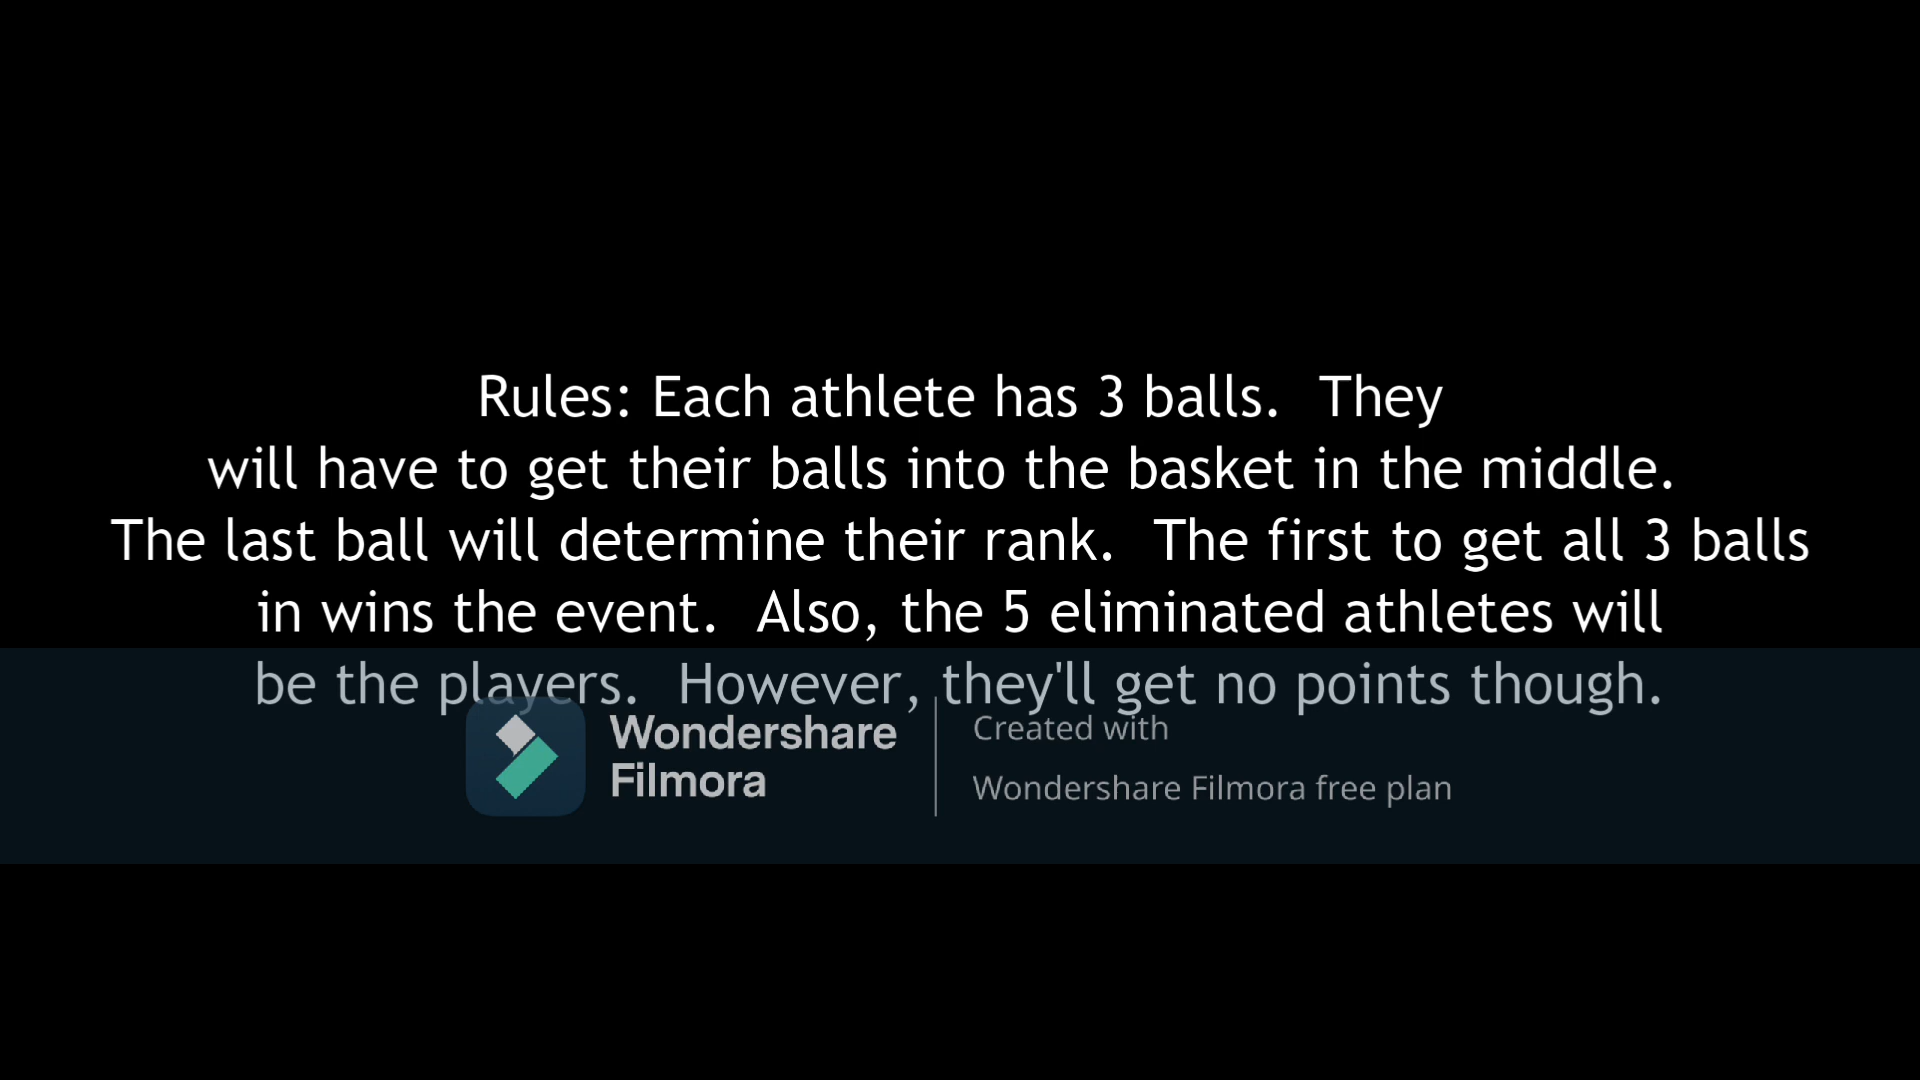 Rules: Each athlete has 3 balls.  They
will have to get their balls into the basket in the middle.
The last ball will determine their rank.  The first to get all 3 balls
in wins the event.  Also, the 5 eliminated athletes will
be the players.  However, they'll get no points though.
Wondershare
Filmora
Created with
Wondershare Filmora free plan